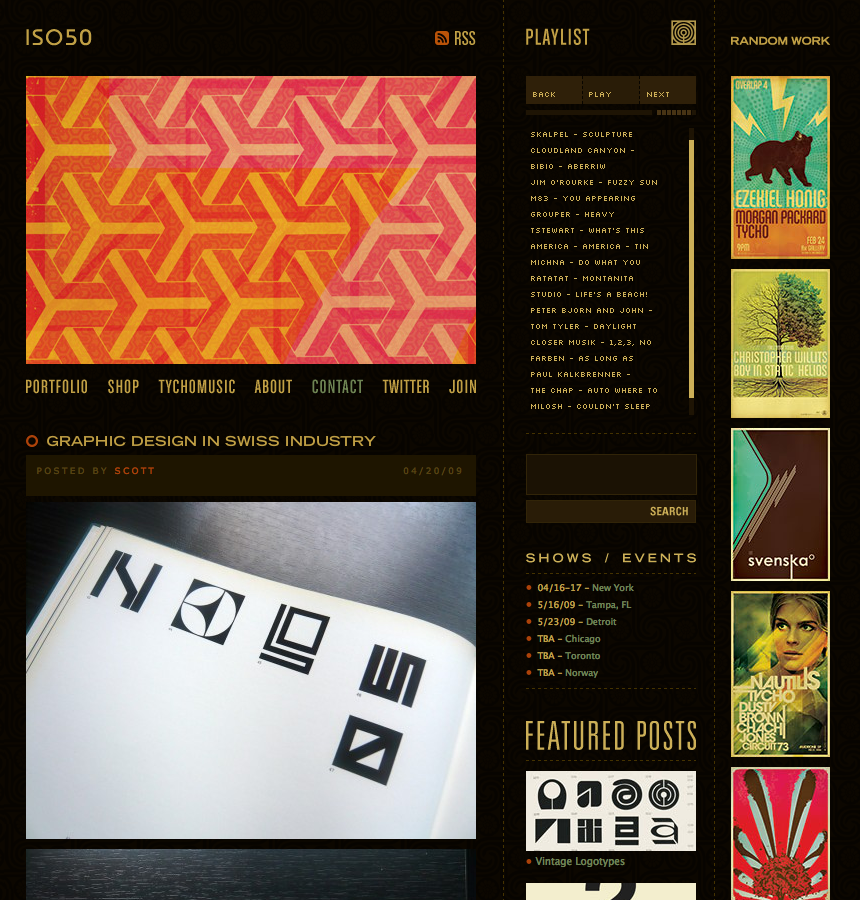 ISO50
RSS
PORTFOLIO SHOP TYCHOMUSIC ABOUT CONTACT TWITTER JOIN
GRAPHIC DESIGN IN SWISS INDUSTRY
POSTED BY SCOTT 04/20/09
PLAYLIST
BACK PLAY NEXT
SKALPEL - SCULPTURE
CLOUDLAND CANYON -
BIBIO - ABERRIW
JIM O'ROURKE - FUZZY SUN
M83 - YOU APPEARING
GROUPER - HEAVY
TSTEWART - WHAT'S THIS
AMERICA - AMERICA - TIN
MICHNA - DO WHAT YOU
RATATAT - MONTANITA
STUDIO - LIFE'S A BEACH!
PETER BJORN AND JOHN -
TOM TYLER - DAYLIGHT
CLOSER MUSIK - 1,2,3, NO
FARBEN - AS LONG AS
PAUL KALKBRENNER -
THE CHAP - AUTO WHERE TO
MILOSH - COULDN'T SLEEP
SEARCH
SHOWS / EVENTS
04/16-17 - New York
5/16/09 - Tampa, FL
5/23/09 - Detroit
TBA - Chicago
TBA - Toronto
TBA - Norway
FEATURED POSTS
Vintage Logotypes
RANDOM WORK
OVERLAP 4
EZEKIEL HONIG
MORGAN PACKARD
TYCHO
FEB 24
9PM
CHRISTOPHER WILLITS
BOY IN STATIC HELIOS
svenska°
NAUTILUS
TYCHO
DUSTY
BROWN
CHACHI
JONES
CIRCUIT73